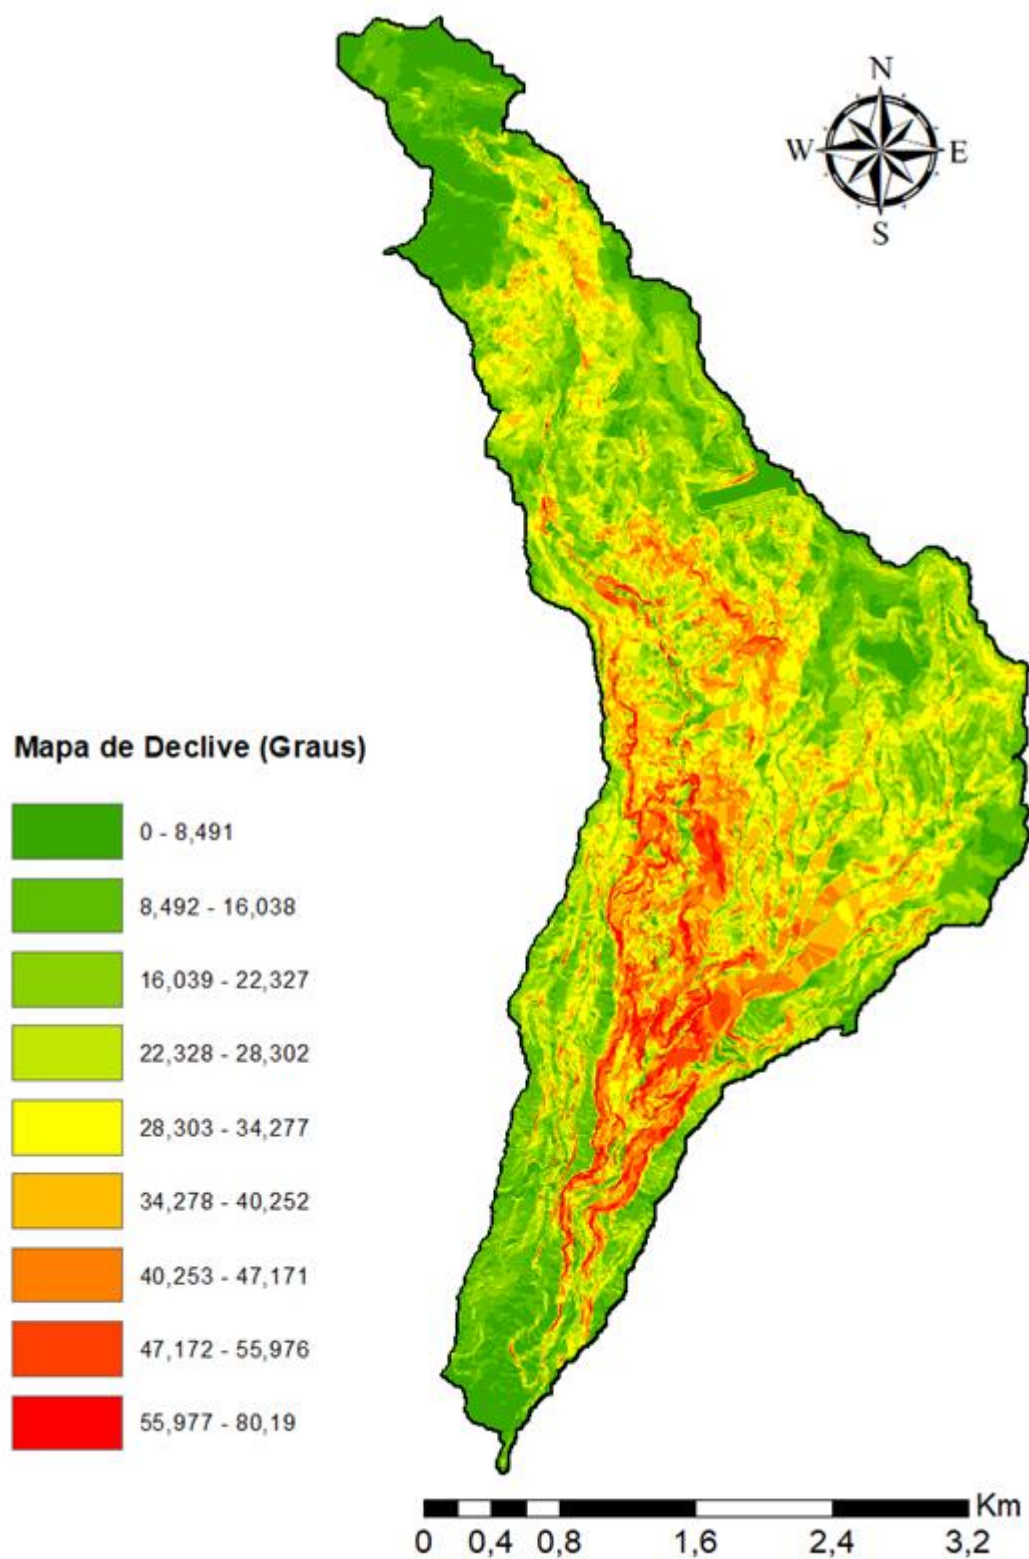 N
W E
S
Mapa de Declive (Graus)
0 - 8,491
8,492 - 16,038
16,039 - 22,327
22,328 - 28,302
28,303 - 34,277
34,278 - 40,252
40,253 - 47,171
47,172 - 55,976
55,977 - 80,19
Km
0 0,4 0,8 1,6 2,4 3,2